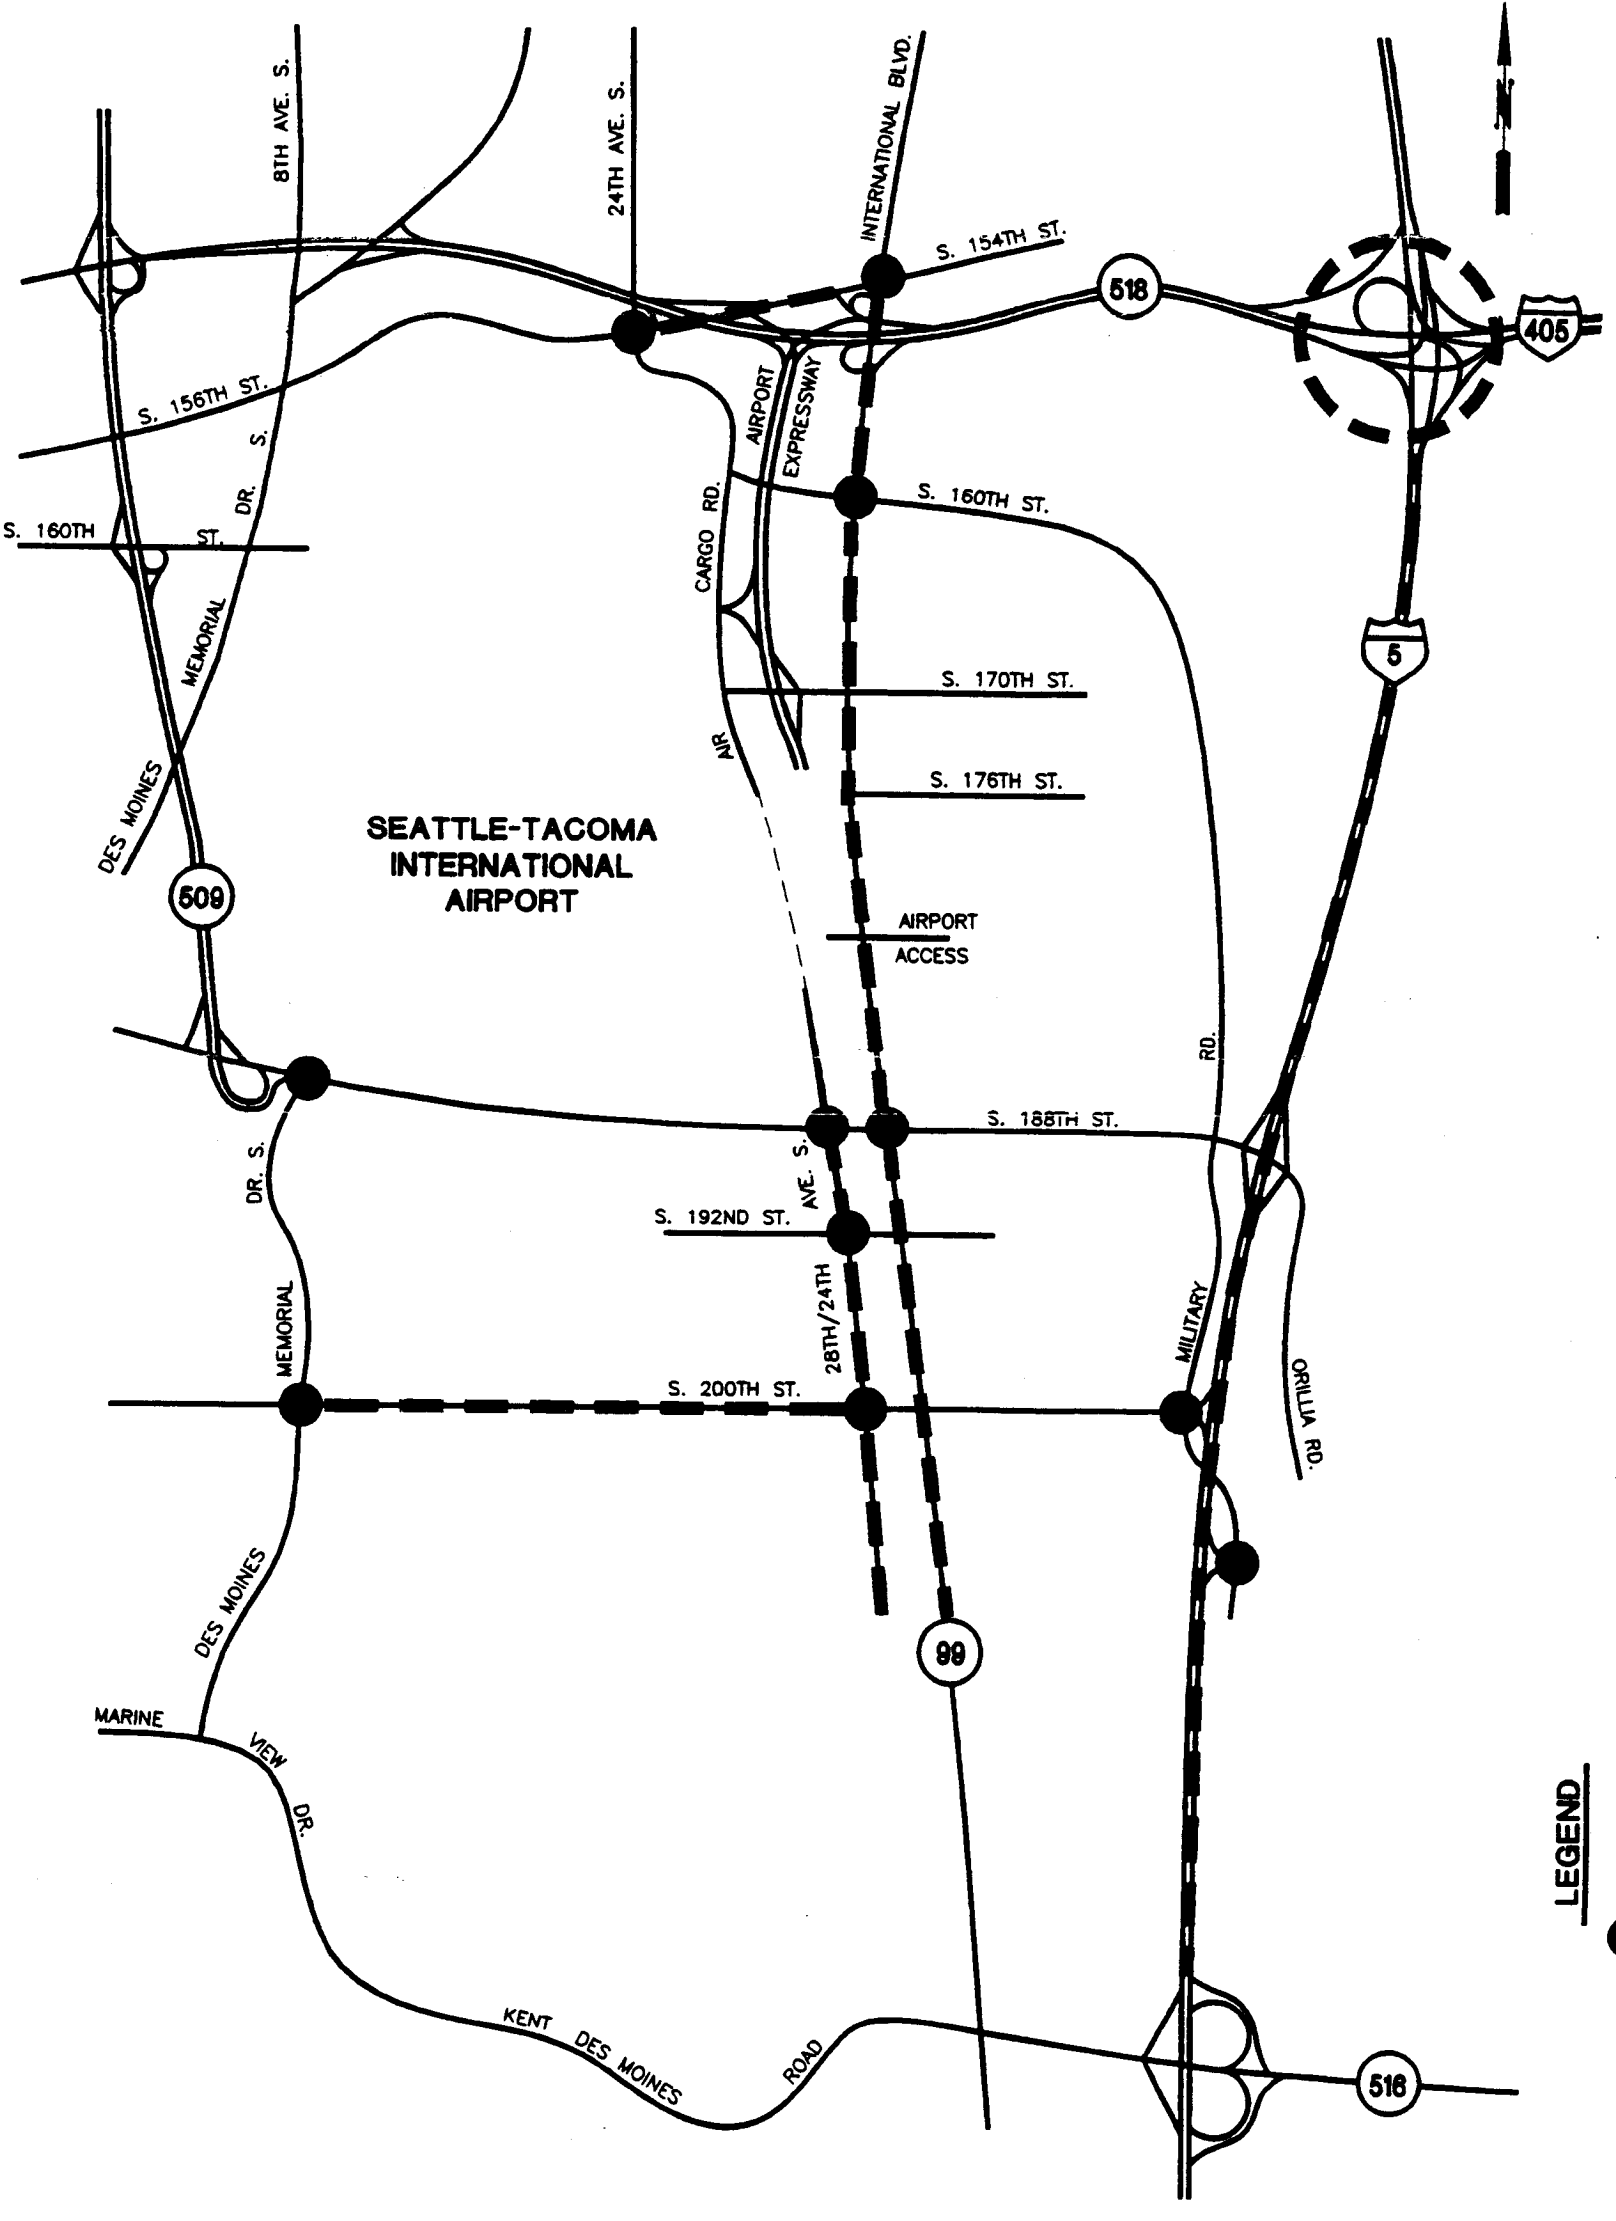 8TH AVE. S.
24TH AVE. S.
INTERNATIONAL BLVD.
N
S. 154TH ST.
518
405
S. 156TH ST.
AIRPORT
EXPRESSWAY
DES MOINES MEMORIAL DR. S.
S. 160TH ST.
S. 160TH ST.
AIR CARGO RD.
5
S. 170TH ST.
S. 176TH ST.
SEATTLE-TACOMA
INTERNATIONAL
AIRPORT
509
AIRPORT
ACCESS
MILITARY RD.
S. 188TH ST.
S. 192ND ST.
28TH/24TH AVE. S.
DES MOINES MEMORIAL DR. S.
S. 200TH ST.
ORILLIA RD.
99
MARINE VIEW DR.
LEGEND
KENT DES MOINES ROAD
516